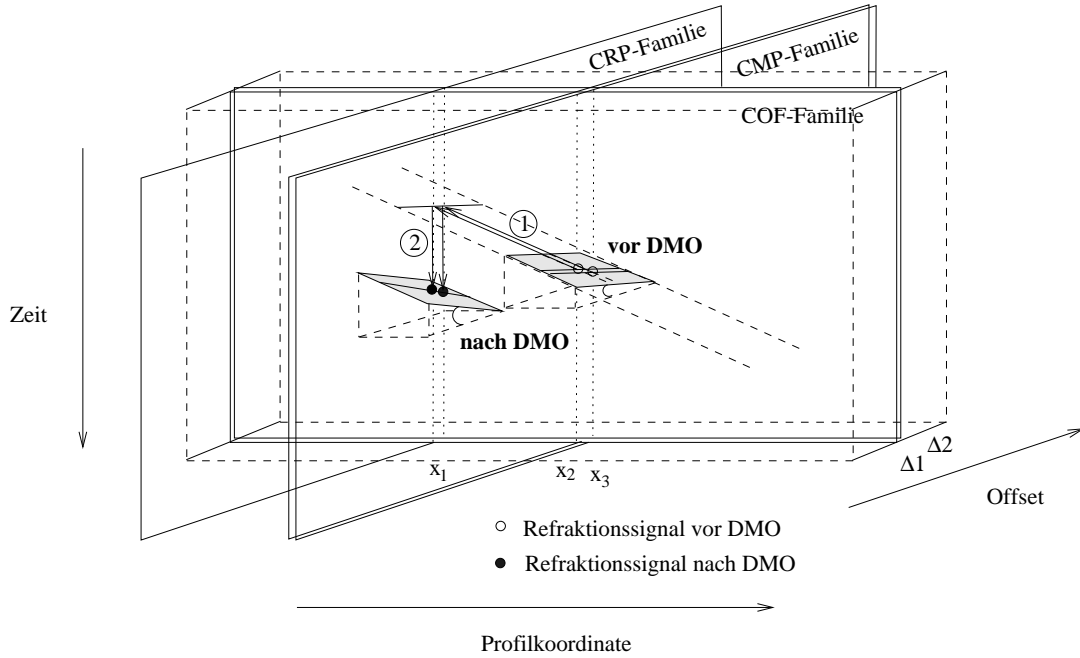 CRP-Familie
CMP-Familie
COF-Familie
1
2
vor DMO
Zeit
nach DMO
x1
x2
x3
Δ1
Δ2
Offset
Refraktionssignal vor DMO
Refraktionssignal nach DMO
Profilkoordinate